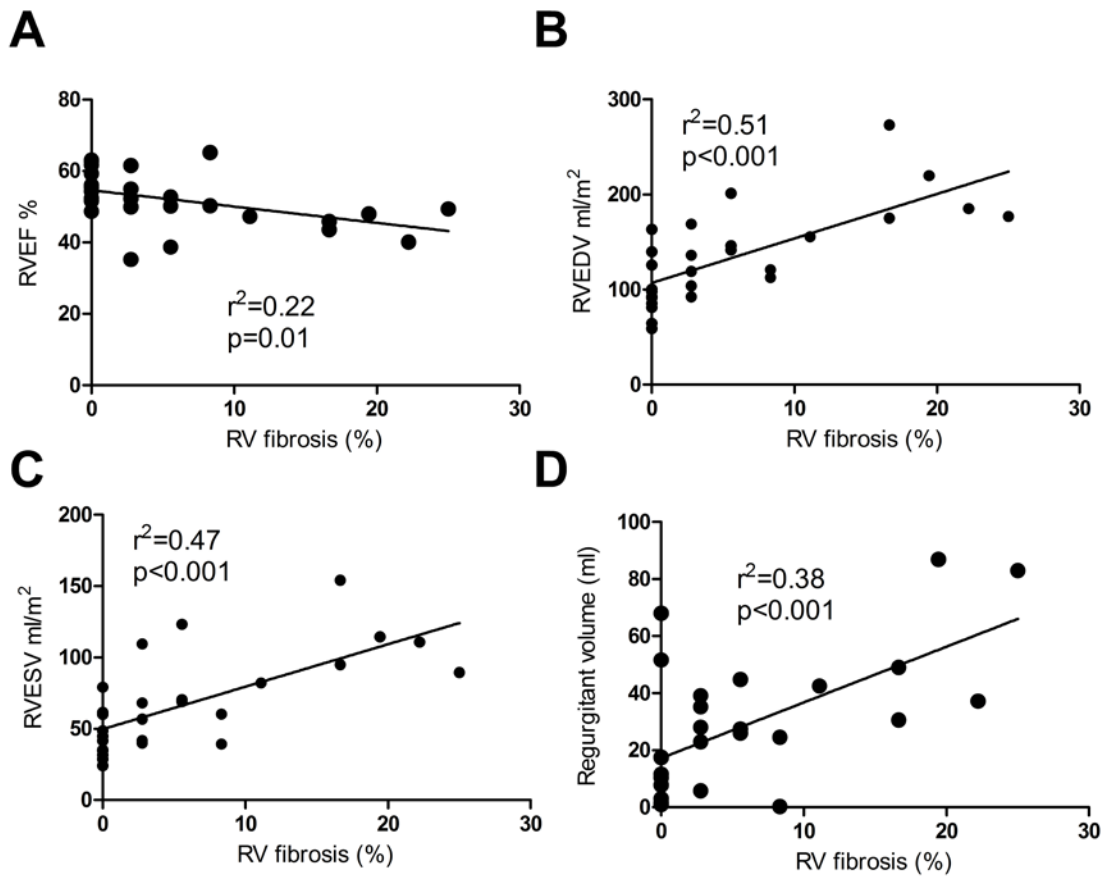 A
80
60
40
20
0
RVEF %
r²=0.22
p=0.01
0 10 20 30
RV fibrosis (%)
B
300
200
100
0
RVEDV ml/m²
r²=0.51
p<0.001
0 10 20 30
RV fibrosis (%)
C
200
150
100
50
0
RVESV ml/m²
r²=0.47
p<0.001
0 10 20 30
RV fibrosis (%)
D
100
80
60
40
20
0
Regurgitant volume (ml)
r²=0.38
p<0.001
0 10 20 30
RV fibrosis (%)